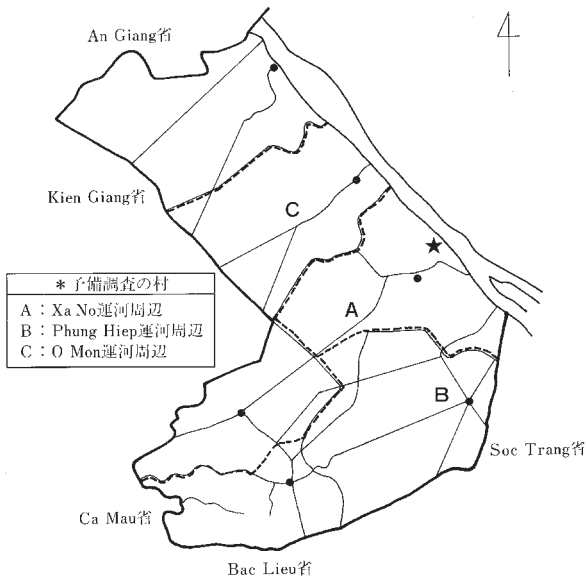 An Giang省
Kien Giang省
C
＊予備調査の村
A：Xa No運河周辺
B：Phung Hiep運河周辺
C：O Mon運河周辺
A
B
Soc Trang省
Ca Mau省
Bac Lieu省